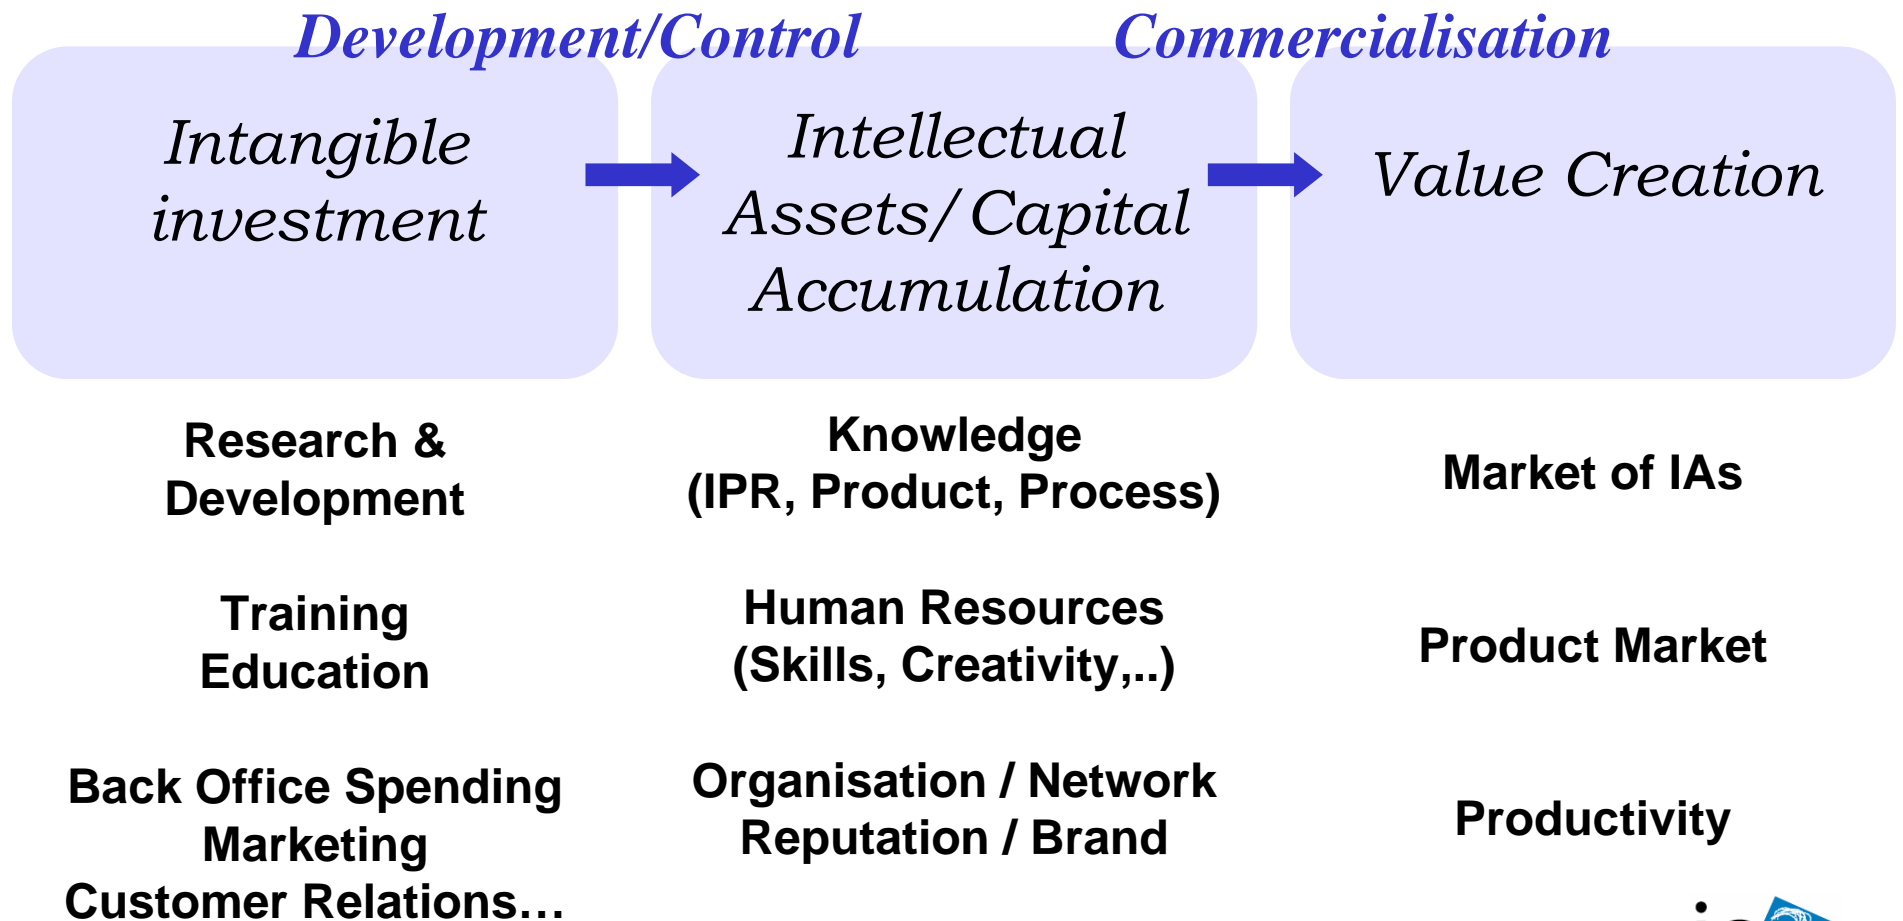 Development/Control
Commercialisation
Intangible
investment
Intellectual
Assets/Capital
Accumulation
Value Creation
Research &
Development
Training
Education
Back Office Spending
Marketing
Customer Relations…
Knowledge
(IPR, Product, Process)
Human Resources
(Skills, Creativity,..)
Organisation / Network
Reputation / Brand
Market of IAs
Product Market
Productivity